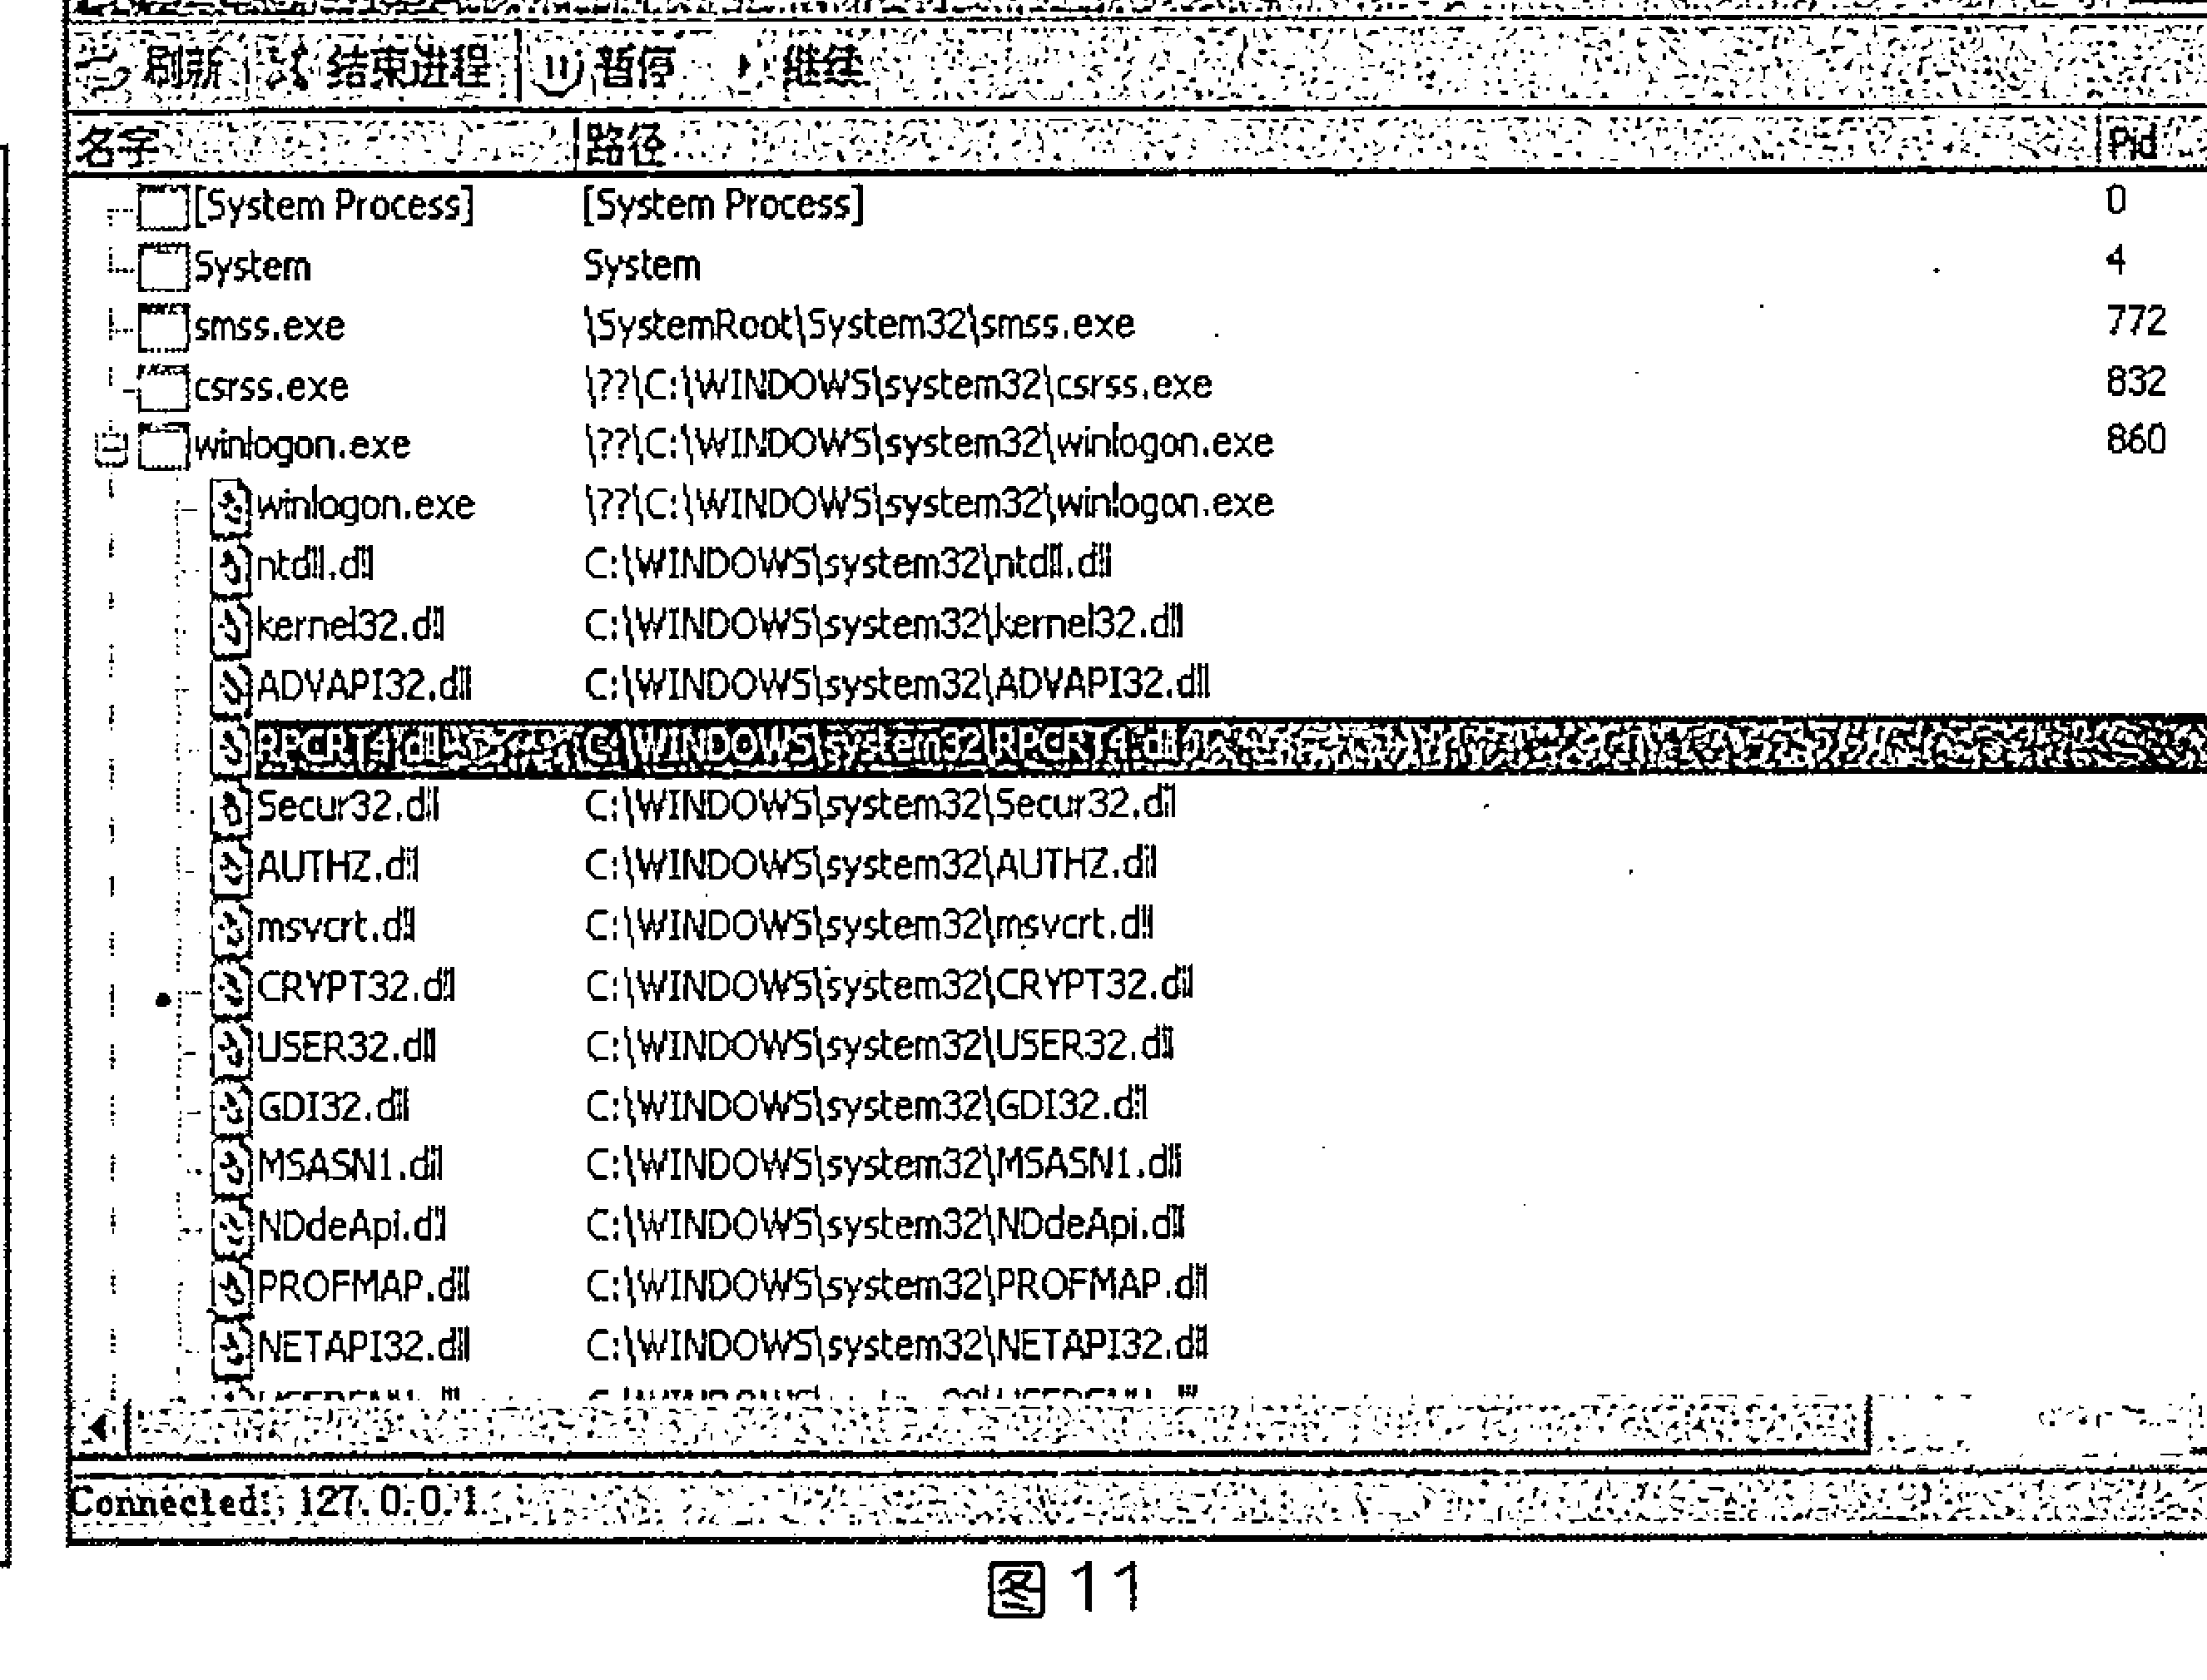 刷新 结束进程 暂停 继续
名字 路径 Pid
[System Process] [System Process] 0
System System 4
smss.exe \SystemRoot\System32\smss.exe 772
csrss.exe \??\C:\WINDOWS\system32\csrss.exe 832
winlogon.exe \??\C:\WINDOWS\system32\winlogon.exe 860
winlogon.exe \??\C:\WINDOWS\system32\winlogon.exe
ntdll.dll C:\WINDOWS\system32\ntdll.dll
kernel32.dll C:\WINDOWS\system32\kernel32.dll
ADVAPI32.dll C:\WINDOWS\system32\ADVAPI32.dll
RPCRT4.dll C:\WINDOWS\system32\RPCRT4.dll
Secur32.dll C:\WINDOWS\system32\Secur32.dll
AUTHZ.dll C:\WINDOWS\system32\AUTHZ.dll
msvcrt.dll C:\WINDOWS\system32\msvcrt.dll
CRYPT32.dll C:\WINDOWS\system32\CRYPT32.dll
USER32.dll C:\WINDOWS\system32\USER32.dll
GDI32.dll C:\WINDOWS\system32\GDI32.dll
MSASN1.dll C:\WINDOWS\system32\MSASN1.dll
NDdeApi.dll C:\WINDOWS\system32\NDdeApi.dll
PROFMAP.dll C:\WINDOWS\system32\PROFMAP.dll
NETAPI32.dll C:\WINDOWS\system32\NETAPI32.dll
Connected: 127.0.0.1
图 11